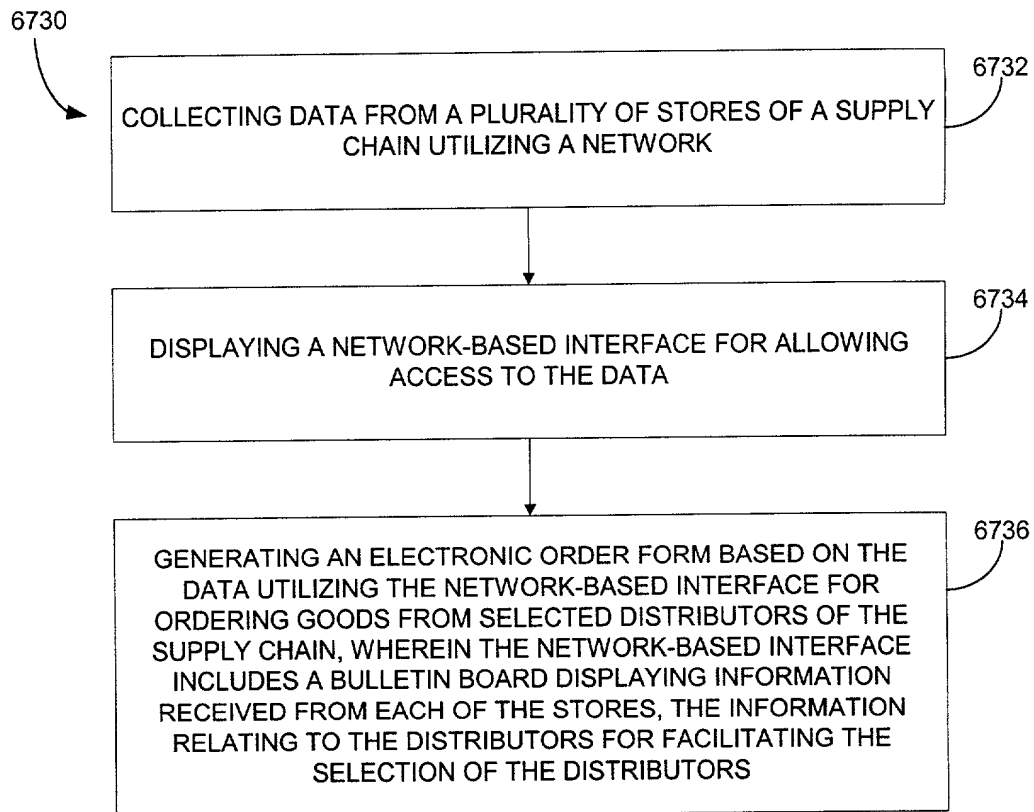 6730
6732
COLLECTING DATA FROM A PLURALITY OF STORES OF A SUPPLY
CHAIN UTILIZING A NETWORK
6734
DISPLAYING A NETWORK-BASED INTERFACE FOR ALLOWING
ACCESS TO THE DATA
6736
GENERATING AN ELECTRONIC ORDER FORM BASED ON THE
DATA UTILIZING THE NETWORK-BASED INTERFACE FOR
ORDERING GOODS FROM SELECTED DISTRIBUTORS OF THE
SUPPLY CHAIN, WHEREIN THE NETWORK-BASED INTERFACE
INCLUDES A BULLETIN BOARD DISPLAYING INFORMATION
RECEIVED FROM EACH OF THE STORES, THE INFORMATION
RELATING TO THE DISTRIBUTORS FOR FACILITATING THE
SELECTION OF THE DISTRIBUTORS